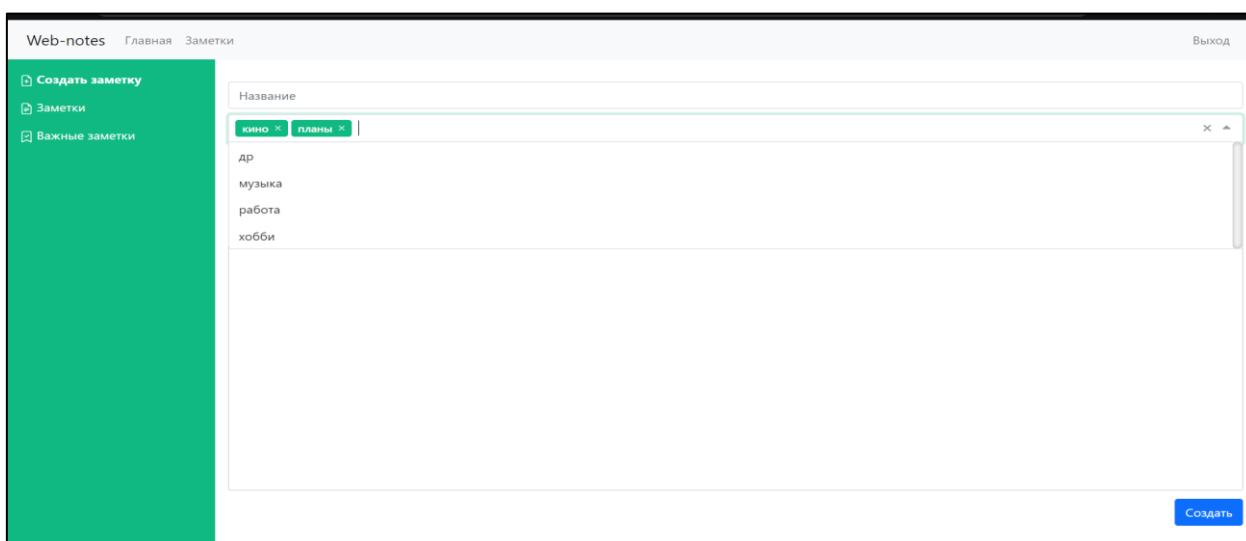 Web-notes Главная Заметки Выход
Создать заметку
Заметки
Важные заметки
Название
кино × планы ×
др
музыка
работа
хобби
Создать